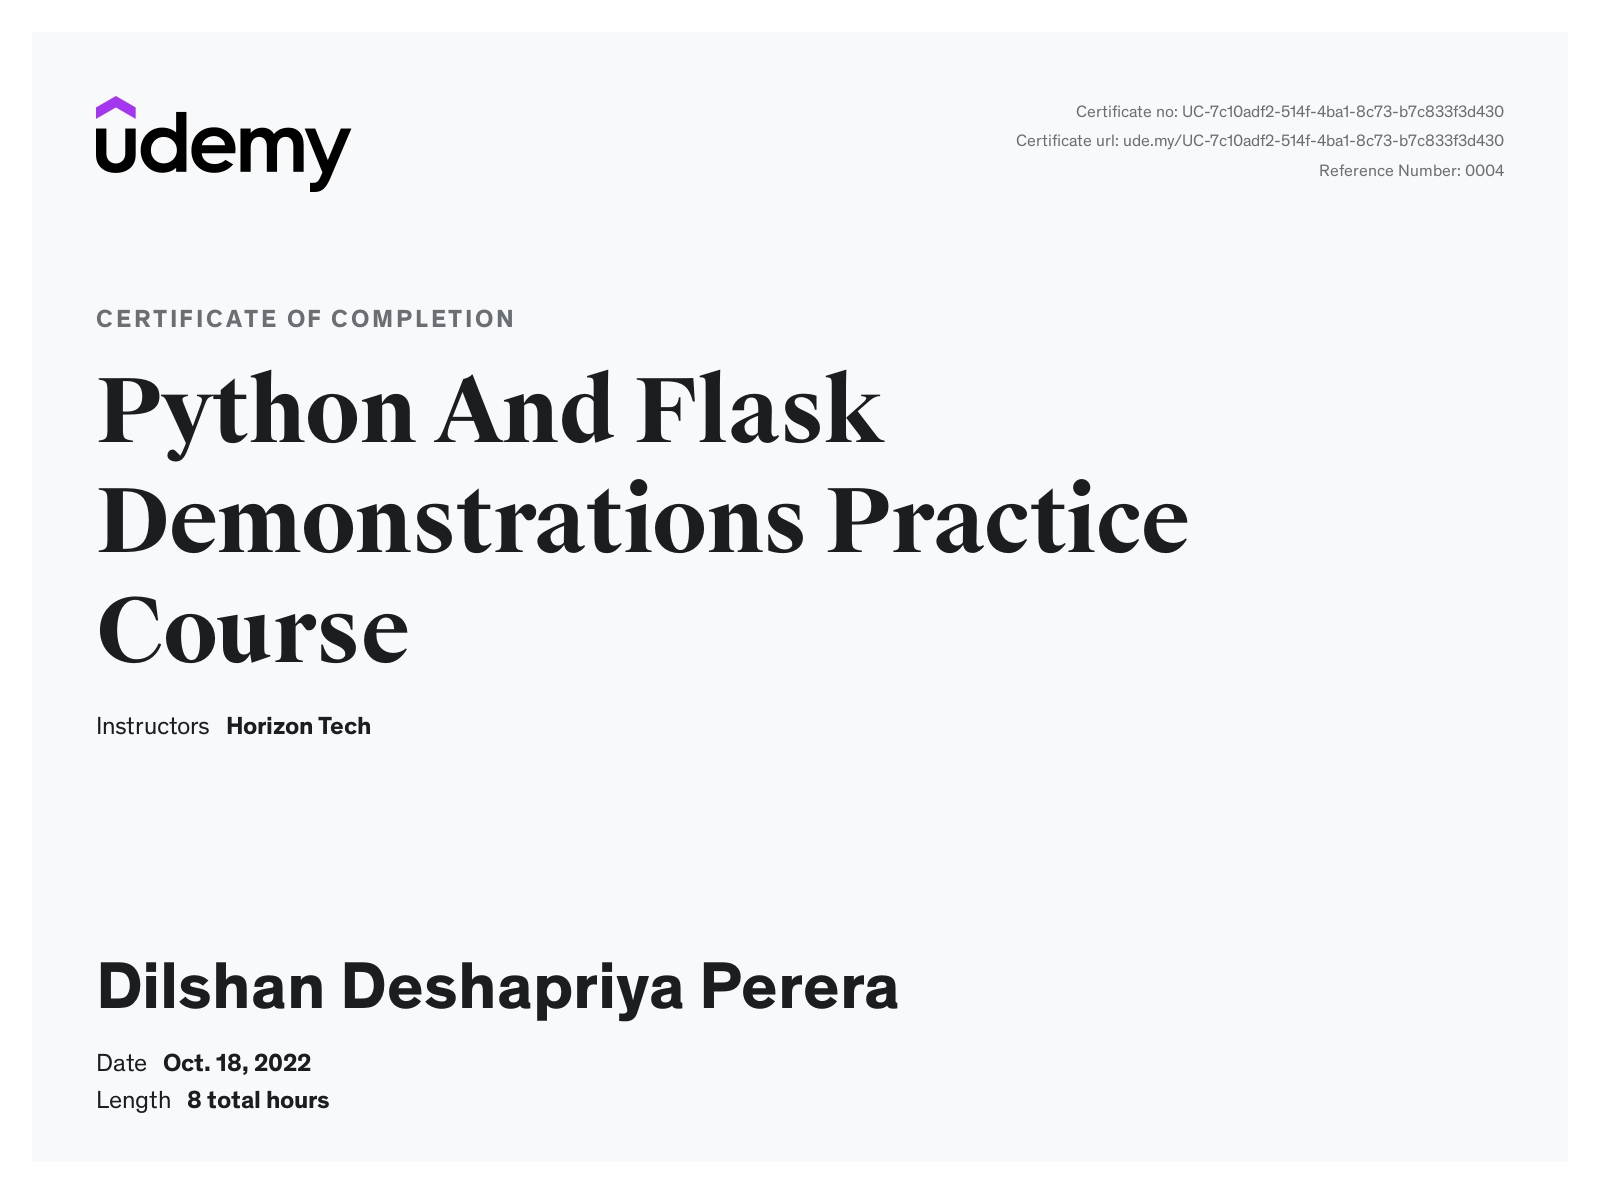 udemy
Certificate no: UC-7c10adf2-514f-4ba1-8c73-b7c833f3d430
Certificate url: ude.my/UC-7c10adf2-514f-4ba1-8c73-b7c833f3d430
Reference Number: 0004
CERTIFICATE OF COMPLETION
Python And Flask
Demonstrations Practice
Course
Instructors Horizon Tech
Dilshan Deshapriya Perera
Date Oct. 18, 2022
Length 8 total hours